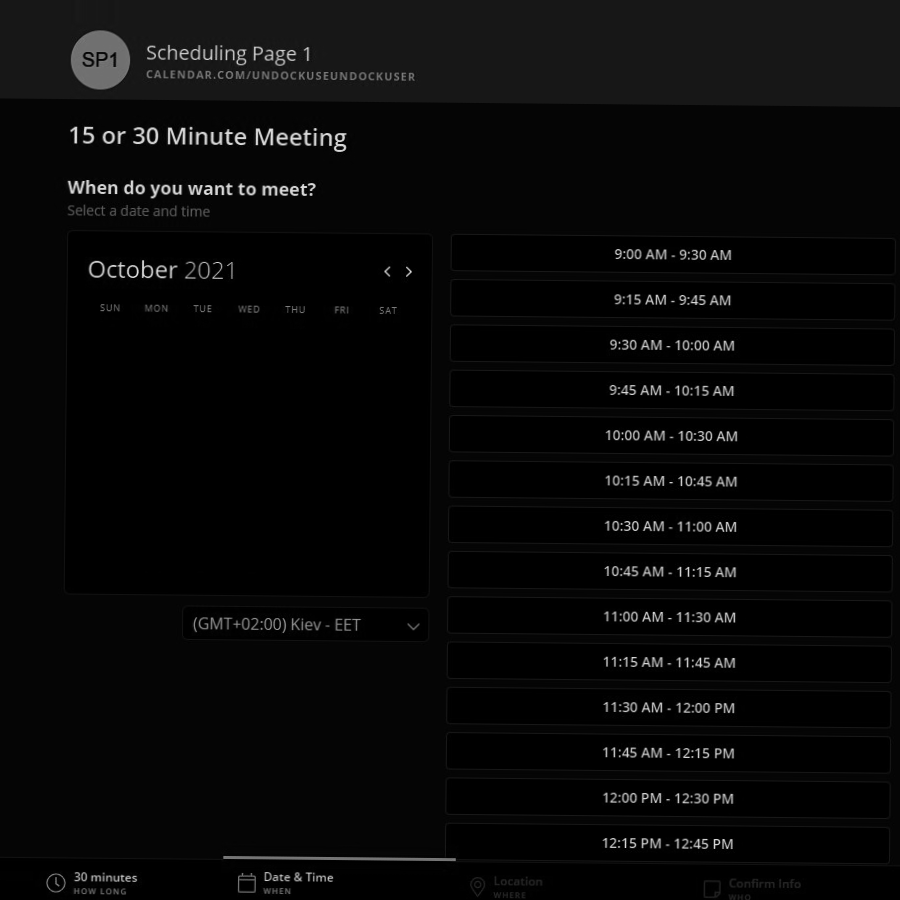 SP1
Scheduling Page 1
CALENDAR.COM/UNDOCKUSEUNDOCKUSER
15 or 30 Minute Meeting
When do you want to meet?
Select a date and time
October 2021
SUN MON TUE WED THU FRI SAT
(GMT+02:00) Kiev - EET
9:00 AM - 9:30 AM
9:15 AM - 9:45 AM
9:30 AM - 10:00 AM
9:45 AM - 10:15 AM
10:00 AM - 10:30 AM
10:15 AM - 10:45 AM
10:30 AM - 11:00 AM
10:45 AM - 11:15 AM
11:00 AM - 11:30 AM
11:15 AM - 11:45 AM
11:30 AM - 12:00 PM
11:45 AM - 12:15 PM
12:00 PM - 12:30 PM
12:15 PM - 12:45 PM
30 minutes
HOW LONG
Date & Time
WHEN
Location
WHERE
Confirm Info
WHO